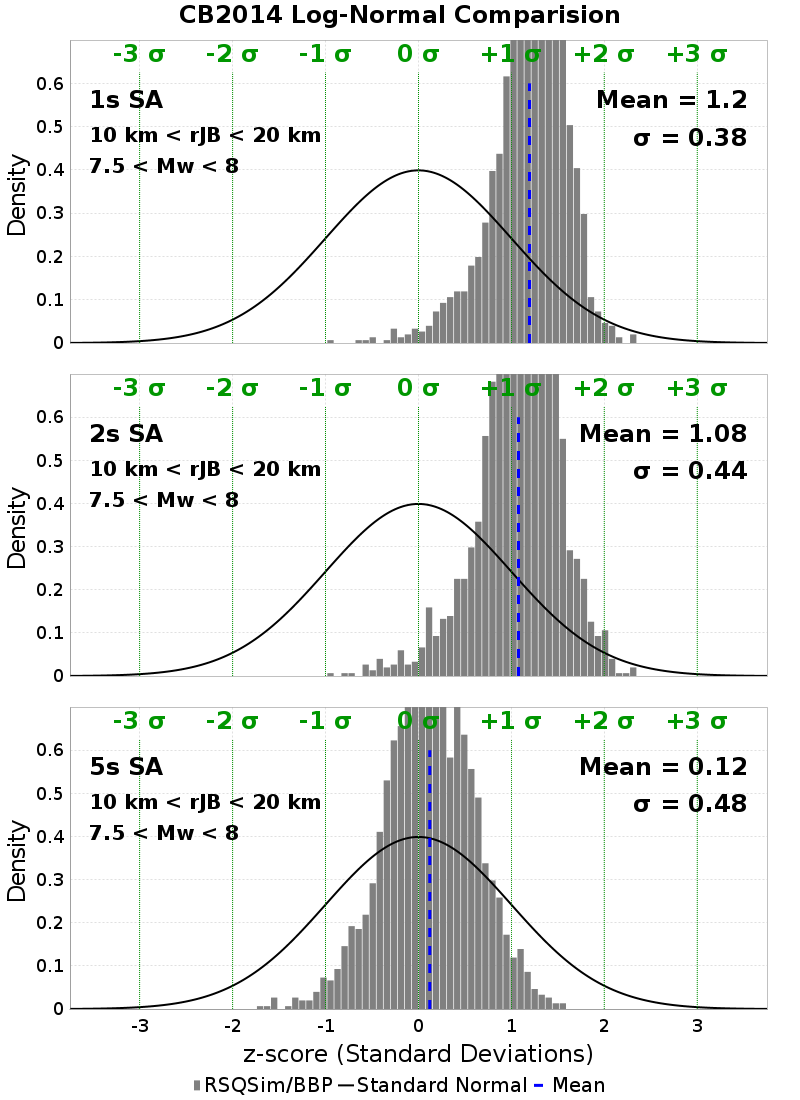 CB2014 Log-Normal Comparision
-3 σ -2 σ -1 σ 0 σ +1 σ +2 σ +3 σ
1s SA
Mean = 1.2
10 km < rJB < 20 km
σ = 0.38
7.5 < Mw < 8
0.6
0.5
0.4
0.3
0.2
0.1
0
Density
-3 σ -2 σ -1 σ 0 σ +1 σ +2 σ +3 σ
2s SA
Mean = 1.08
10 km < rJB < 20 km
σ = 0.44
7.5 < Mw < 8
0.6
0.5
0.4
0.3
0.2
0.1
0
Density
-3 σ -2 σ -1 σ 0 σ +1 σ +2 σ +3 σ
5s SA
Mean = 0.12
10 km < rJB < 20 km
σ = 0.48
7.5 < Mw < 8
0.6
0.5
0.4
0.3
0.2
0.1
0
Density
-3 -2 -1 0 1 2 3
z-score (Standard Deviations)
RSQSim/BBP Standard Normal Mean